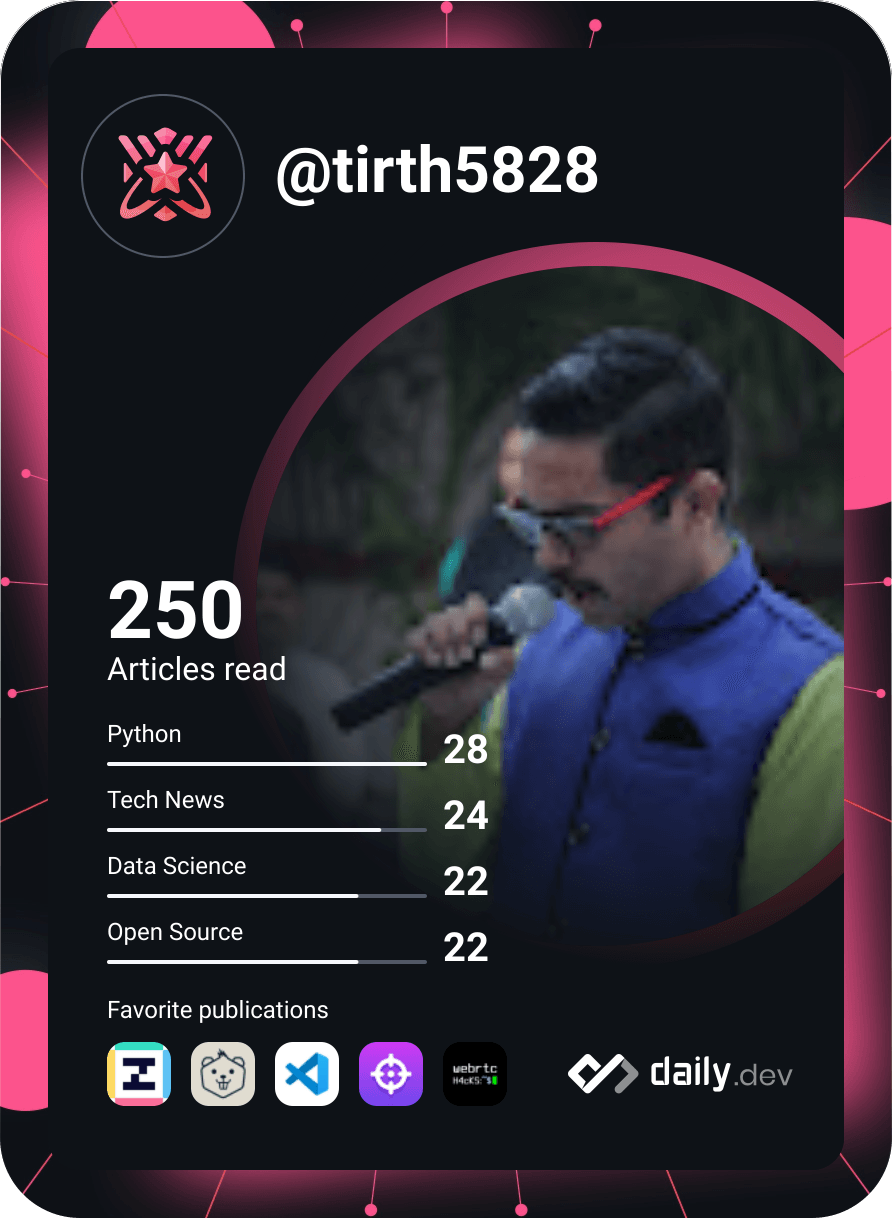 @tirth5828
250
Articles read
Python
28
Tech News
24
Data Science
22
Open Source
22
Favorite publications
webrtc
H4cKS:~$
daily.dev